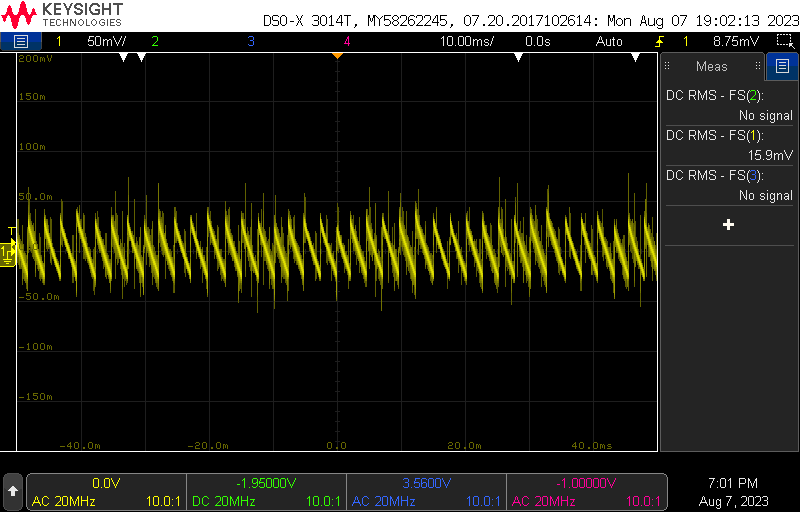 KEYSIGHT
TECHNOLOGIES
DSO-X 3014T, MY58262245, 07.20.2017102614: Mon Aug 07 19:02:13 2023
1 50mV/ 2 3 4 10.00ms/ 0.0s Auto 1 8.75mV
200mV
150m
100m
50.0m
0.0
-50.0m
-100m
-150m
-40.0m -20.0m 0.0 20.0m 40.0ms
T
1
Meas
DC RMS - FS(2):
No signal
DC RMS - FS(1):
15.9mV
DC RMS - FS(3):
No signal
0.0V -1.95000V 3.5600V -1.00000V
AC 20MHz 10.0:1 DC 20MHz 10.0:1 AC 20MHz 10.0:1 AC 20MHz 10.0:1
7:01 PM
Aug 7, 2023